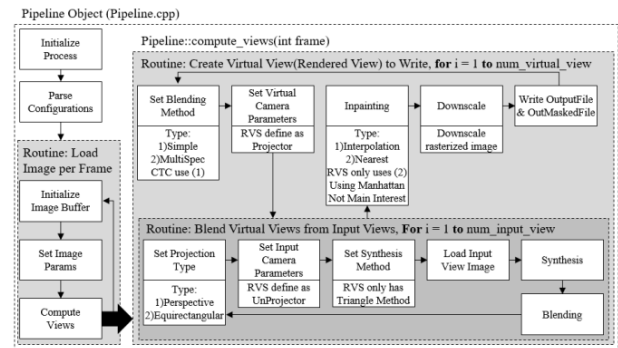 Pipeline Object (Pipeline.cpp)
Initialize
Process
Parse
Configurations
Routine: Load
Image per Frame
Initialize
Image Buffer
Set Image
Params
Compute
Views
Pipeline::compute_views(int frame)
Routine: Create Virtual View(Rendered View) to Write, for i = 1 to num_virtual_view
Set Blending
Method
Type:
1)Simple
2)MultiSpec
CTC use (1)
Set Virtual
Camera
Parameters
RVS define as
Projector
Inpainting
Type:
1)Interpolation
2)Nearest
RVS only uses (2)
Using Manhattan
Not Main Interest
Downscale
Downscale
rasterized image
Write OutputFile
& OutMaskedFile
Routine: Blend Virtual Views from Input Views, For i = 1 to num_input_view
Set Projection
Type
Type:
1)Perspective
2)Equirectangular
Set Input
Camera
Parameters
RVS define as
UnProjector
Set Synthesis
Method
RVS only has
Triangle Method
Load Input
View Image
Synthesis
Blending